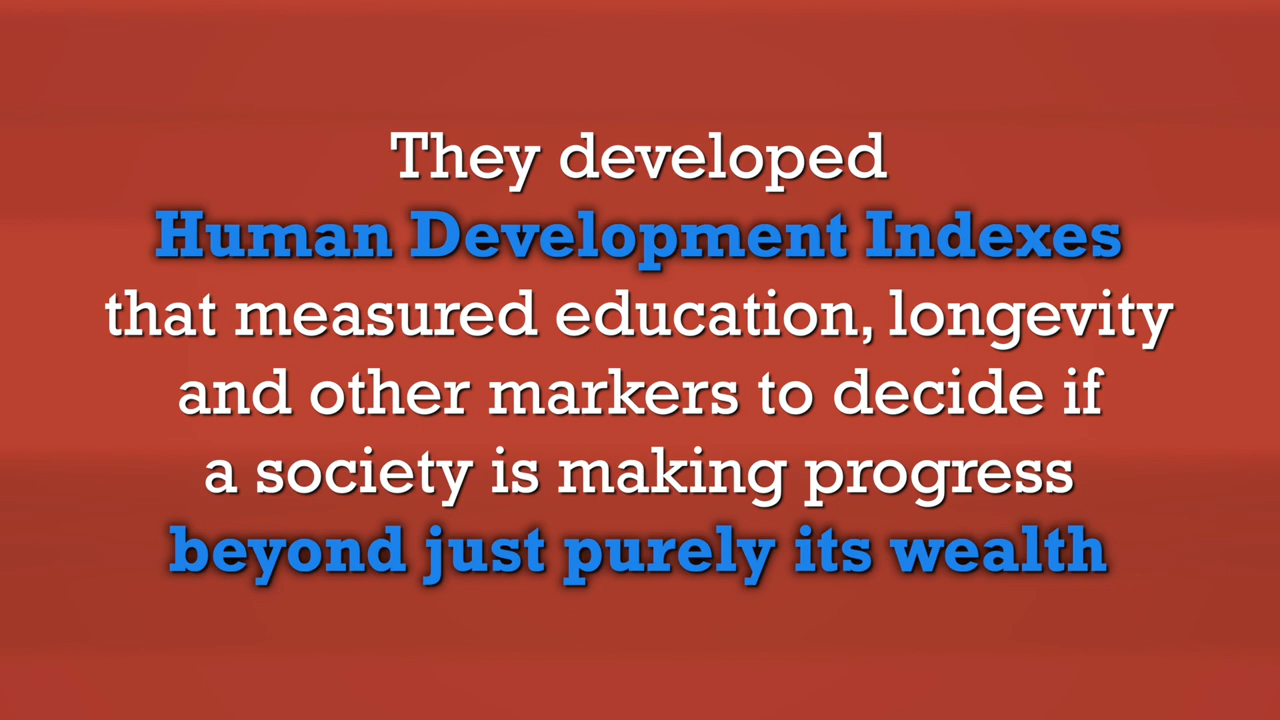 They developed
Human Development Indexes
that measured education, longevity
and other markers to decide if
a society is making progress
beyond just purely its wealth